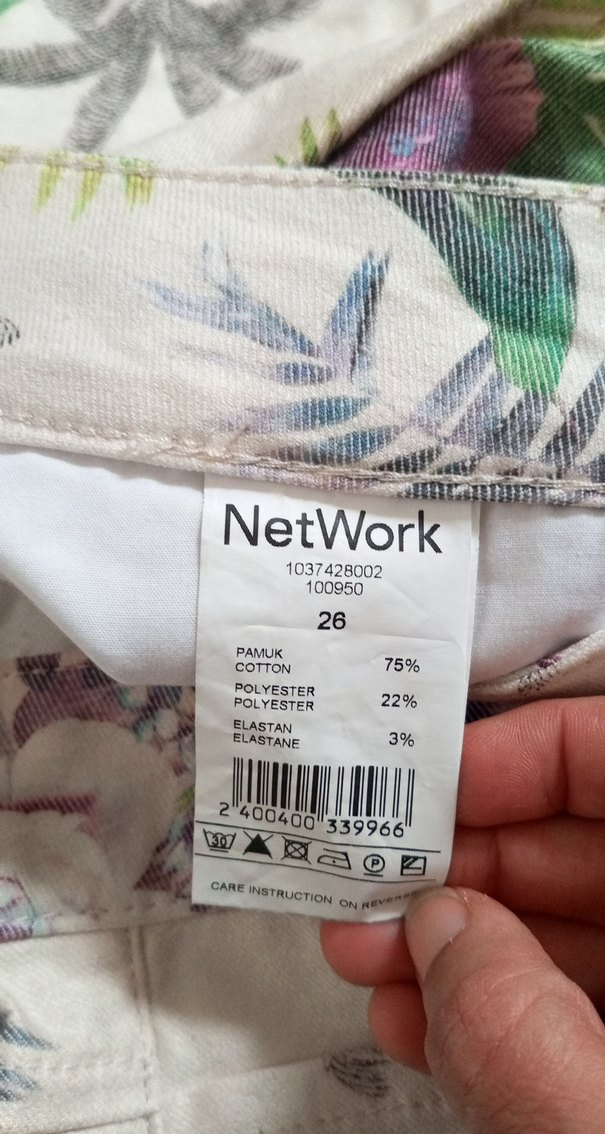 NetWork
1037428002
100950
26
PAMUK
COTTON 75%
POLYESTER
POLYESTER 22%
ELASTAN
ELASTANE 3%
2 400400 339966
30 P
CARE INSTRUCTION ON REVERSE